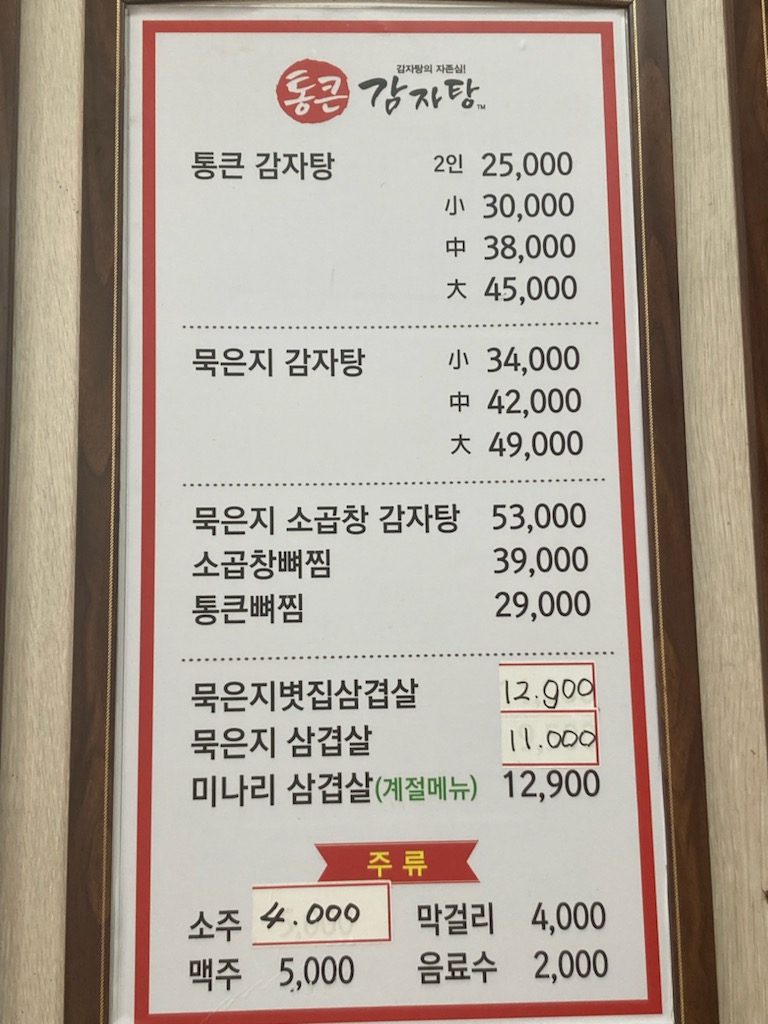 감자탕의 자존심!
통큰 감자탕™
통큰 감자탕 2인 25,000
小 30,000
中 38,000
大 45,000
묵은지 감자탕 小 34,000
中 42,000
大 49,000
묵은지 소곱창 감자탕 53,000
소곱창뼈찜 39,000
통큰뼈찜 29,000
묵은지볏집삼겹살 12.900
묵은지 삼겹살 11.000
미나리 삼겹살(계절메뉴) 12,900
주류
소주 4.000 막걸리 4,000
맥주 5,000 음료수 2,000